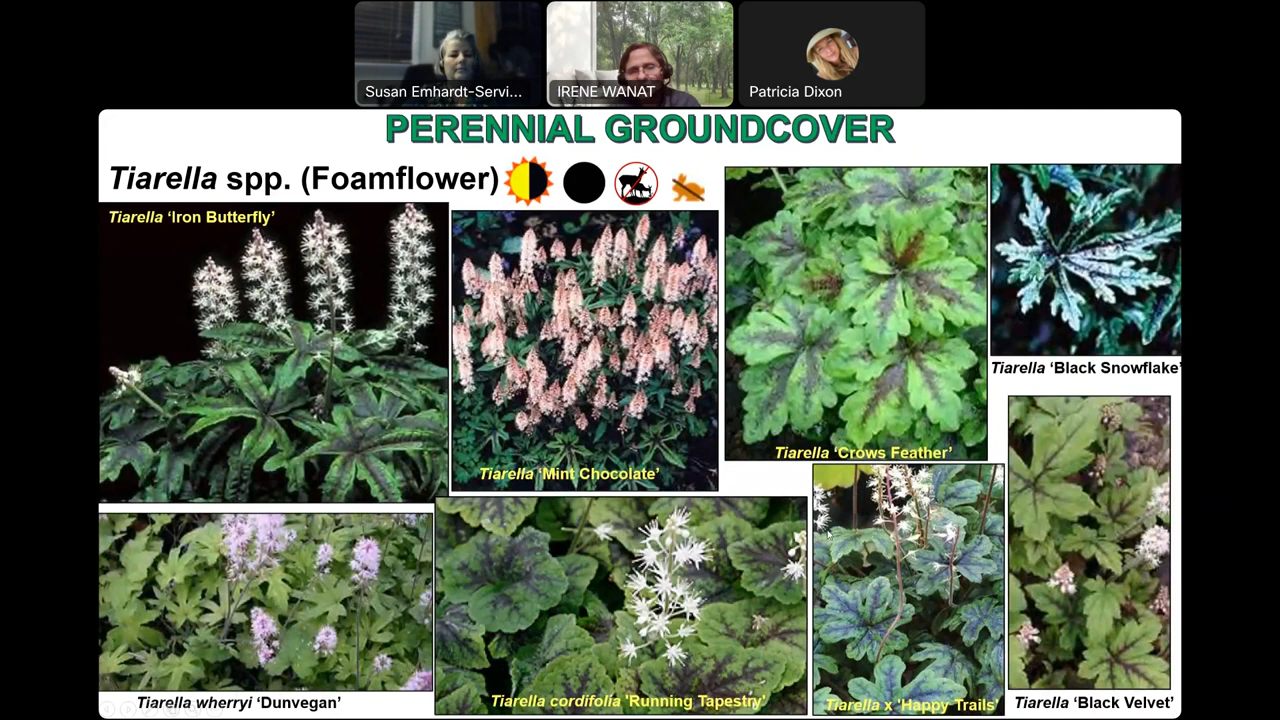 Susan Emhardt-Servi...
IRENE WANAT
Patricia Dixon
PERENNIAL GROUNDCOVER
Tiarella spp. (Foamflower)
Tiarella ‘Iron Butterfly’
Tiarella ‘Mint Chocolate’
Tiarella ‘Crows Feather’
Tiarella ‘Black Snowflake’
Tiarella wherryi ‘Dunvegan’
Tiarella cordifolia 'Running Tapestry’
Tiarella x 'Happy Trails'
Tiarella ‘Black Velvet’